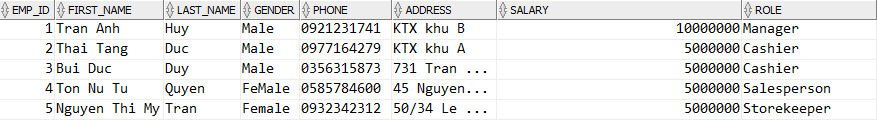 EMP_ID FIRST_NAME LAST_NAME GENDER PHONE ADDRESS SALARY ROLE
1 Tran Anh Huy Male 0921231741 KTX khu B 10000000 Manager
2 Thai Tang Duc Male 0977164279 KTX khu A 5000000 Cashier
3 Bui Duc Duy Male 0356315873 731 Tran ... 5000000 Cashier
4 Ton Nu Tu Quyen FeMale 0585784600 45 Nguyen... 5000000 Salesperson
5 Nguyen Thi My Tran Female 0932342312 50/34 Le ... 5000000 Storekeeper